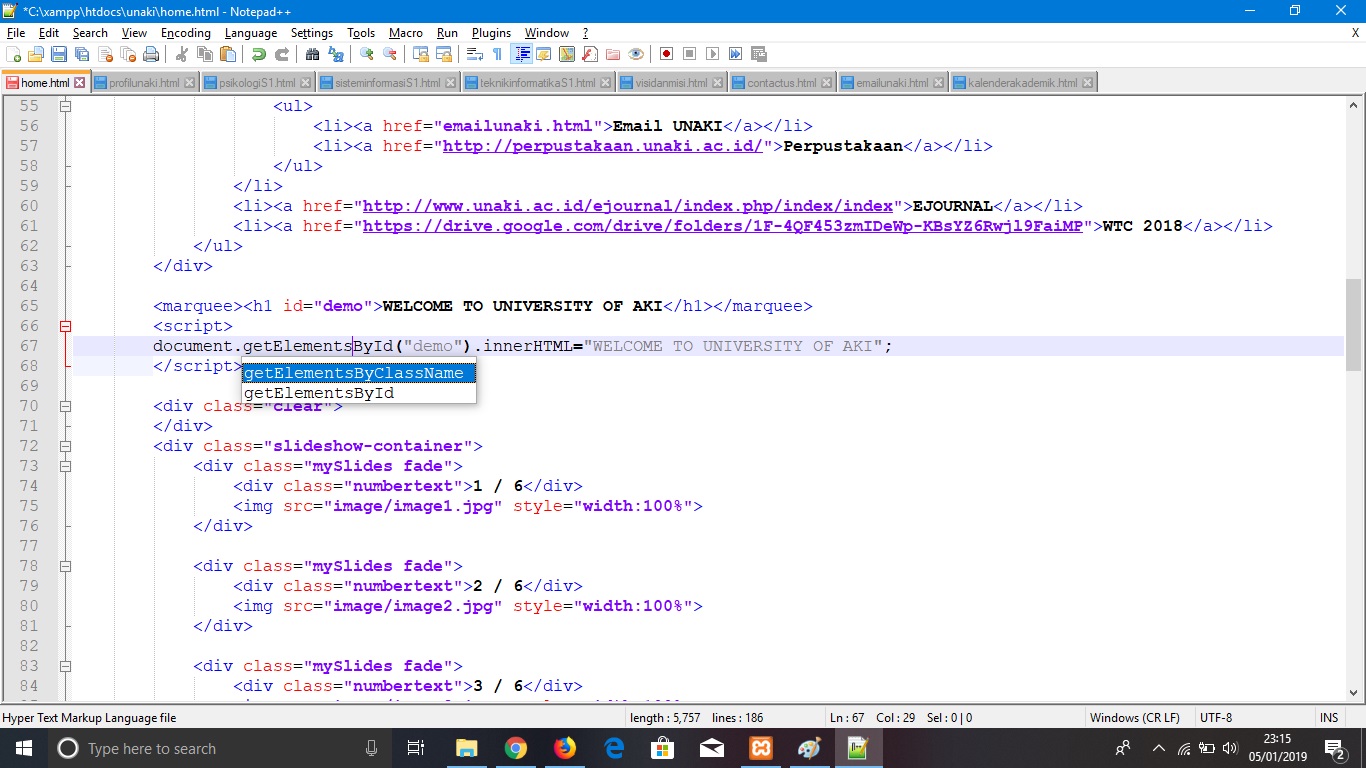 *C:\xampp\htdocs\unaki\home.html - Notepad++
File Edit Search View Encoding Language Settings Tools Macro Run Plugins Window ? X
home.html profilunaki.html psikologiS1.html sisteminformasiS1.html teknikinformatikaS1.html visidanmisi.html contactus.html emailunaki.html kalenderakademik.html
55 <ul>
56 <li><a href="emailunaki.html">Email UNAKI</a></li>
57 <li><a href="http://perpustakaan.unaki.ac.id/">Perpustakaan</a></li>
58 </ul>
59 </li>
60 <li><a href="http://www.unaki.ac.id/ejournal/index.php/index/index">EJOURNAL</a></li>
61 <li><a href="https://drive.google.com/drive/folders/1F-4QF453zmIDeWp-KBsYZ6Rwjl9FaiMP">WTC 2018</a></li>
62 </ul>
63 </div>
64
65 <marquee><h1 id="demo">WELCOME TO UNIVERSITY OF AKI</h1></marquee>
66 <script>
67 document.getElementsById("demo").innerHTML="WELCOME TO UNIVERSITY OF AKI";
68 </script>
getElementsByClassName
getElementsById
69
70 <div class="clear">
71 </div>
72 <div class="slideshow-container">
73 <div class="mySlides fade">
74 <div class="numbertext">1 / 6</div>
75 <img src="image/image1.jpg" style="width:100%">
76 </div>
77
78 <div class="mySlides fade">
79 <div class="numbertext">2 / 6</div>
80 <img src="image/image2.jpg" style="width:100%">
81 </div>
82
83 <div class="mySlides fade">
84 <div class="numbertext">3 / 6</div>
Hyper Text Markup Language file length : 5,757 lines : 186 Ln : 67 Col : 29 Sel : 0 | 0 Windows (CR LF) UTF-8 INS
Type here to search
23:15
05/01/2019
2